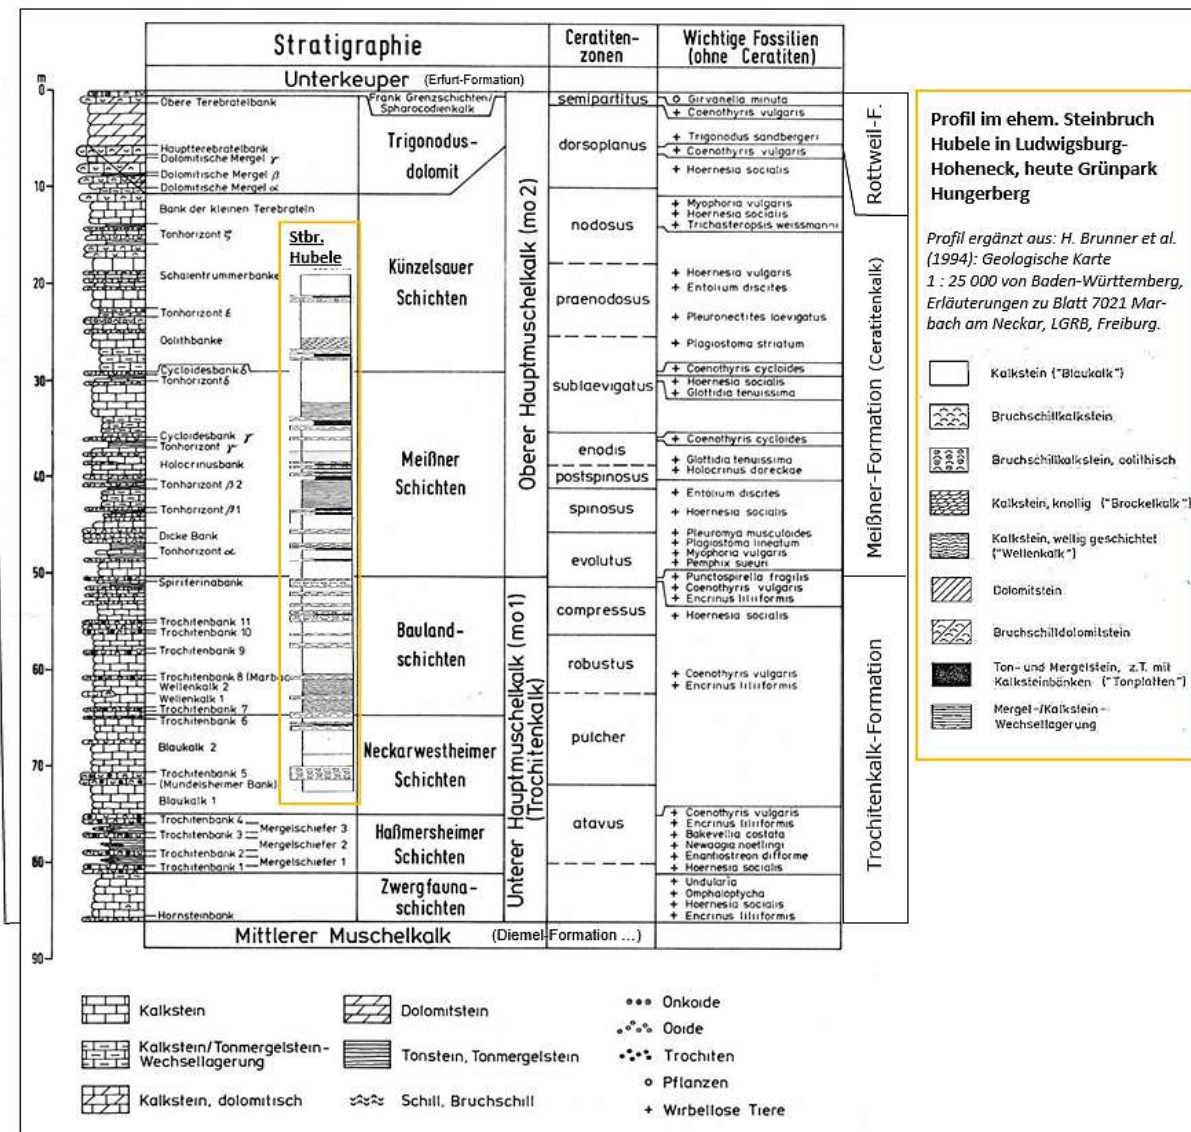 Stratigraphie
Ceratiten-
zonen
Wichtige Fossilien
(ohne Ceratiten)
Unterkeuper (Erfurt-Formation)
m
0
10
20
30
40
50
60
70
60
90
Obere Terebratelbank
Hauptterebratelbank
Dolomitische Mergel γ
Dolomitische Mergel β
Dolomitische Mergel α
Bank der kleinen Terebrateln
Tonhorizont ζ
Schalentrummerbanke
Tonhorizont ε
Oolithbanke
Cycloidesbank δ
Tonhorizont δ
Cycloidesbank γ
Tonhorizont γ
Holocrinusbank
Tonhorizont β2
Tonhorizont β1
Dicke Bank
Tonhorizont α
Spiriferinabank
Trochitenbank 11
Trochitenbank 10
Trochitenbank 9
Trochitenbank 8 (Marb
Wellenkalk 2
Wellenkalk 1
Trochitenbank 7
Trochitenbank 6
Blaukalk 2
Trochitenbank 5
(Mundelsheimer Bank)
Blaukalk 1
Trochitenbank 4
Mergelschiefer 3
Trochitenbank 3
Mergelschiefer 2
Trochitenbank 2
Mergelschiefer 1
Trochitenbank 1
Hornsteinbank
Stbr.
Hubele
Frank Grenzschichten/
Spharocodienkalk
Trigonodus-
dolomit
Künzelsauer
Schichten
Meißner
Schichten
Bauland-
schichten
Neckarwestheimer
Schichten
Haßmersheimer
Schichten
Zwergfauna-
schichten
Oberer Hauptmuschelkalk (mo 2)
Unterer Hauptmuschelkalk (mo 1)
(Trochitenkalk)
semipartitus
dorsoplanus
nodosus
praenodosus
sublaevigatus
enodis
postspinosus
spinosus
evolutus
compressus
robustus
pulcher
atavus
o Girvanella minuta
+ Coenothyris vulgaris
+ Trigonodus sandbergeri
+ Coenothyris vulgaris
+ Hoernesia socialis
+ Myophoria vulgaris
+ Hoernesia socialis
+ Trichasteropsis weissmanni
+ Hoernesia vulgaris
+ Entolium discites
+ Pleuronectites laevigatus
+ Plagiostoma striatum
+ Coenothyris cycloides
+ Hoernesia socialis
+ Glottidia tenuissima
+ Coenothyris cycloides
+ Glottidia tenuissima
+ Holocrinus doreckae
+ Entolium discites
+ Hoernesia socialis
+ Pleuromya musculoides
+ Plagiostoma lineatum
+ Myophoria vulgaris
+ Pemphix sueuri
+ Punctospirella fragilis
+ Coenothyris vulgaris
+ Encrinus liliiformis
+ Hoernesia socialis
+ Coenothyris vulgaris
+ Encrinus liliiformis
+ Coenothyris vulgaris
+ Encrinus liliiformis
+ Bakevellia costata
+ Newaagia noetlingi
+ Enantiostreon difforme
+ Hoernesia socialis
+ Undularia
+ Omphaloptycha
+ Hoernesia socialis
+ Encrinus liliiformis
Rottweil-F.
Meißner-Formation (Ceratitenkalk)
Trochitenkalk-Formation
Mittlerer Muschelkalk (Diemel-Formation ...)
Profil im ehem. Steinbruch
Hubele in Ludwigsburg-
Hoheneck, heute Grünpark
Hungerberg
Profil ergänzt aus: H. Brunner et al.
(1994): Geologische Karte
1 : 25 000 von Baden-Württemberg,
Erläuterungen zu Blatt 7021 Mar-
bach am Neckar, LGRB, Freiburg.
Kalkstein ("Blaukalk")
Bruchschillkalkstein
Bruchschillkalkstein, oolithisch
Kalkstein, knollig ("Brockelkalk")
Kalkstein, wellig geschichtet
("Wellenkalk")
Dolomitstein
Bruchschilldolomitstein
Ton- und Mergelstein, z.T. mit
Kalksteinbänken ("Tonplatten")
Mergel-/Kalkstein-
Wechsellagerung
Kalkstein
Kalkstein/Tonmergelstein-
Wechsellagerung
Kalkstein, dolomitisch
Dolomitstein
Tonstein, Tonmergelstein
Schill, Bruchschill
Onkoide
Ooide
Trochiten
o Pflanzen
+ Wirbellose Tiere